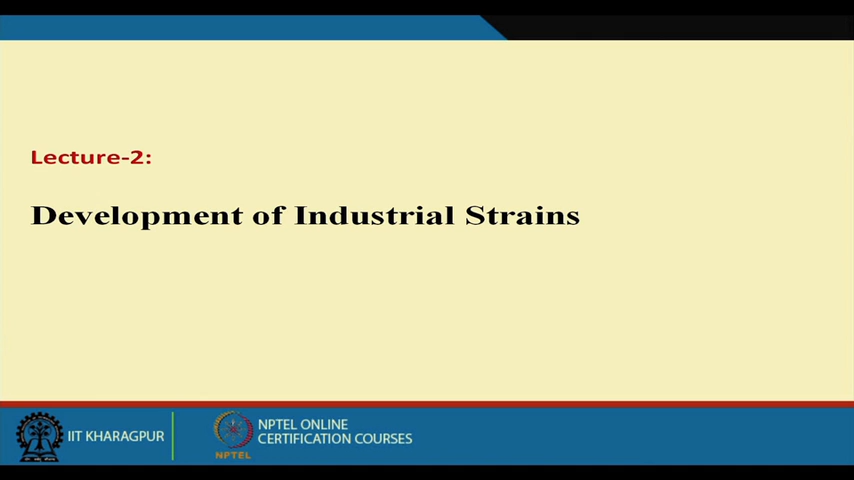 Lecture-2:
Development of Industrial Strains
IIT KHARAGPUR
NPTEL ONLINE
CERTIFICATION COURSES
NPTEL